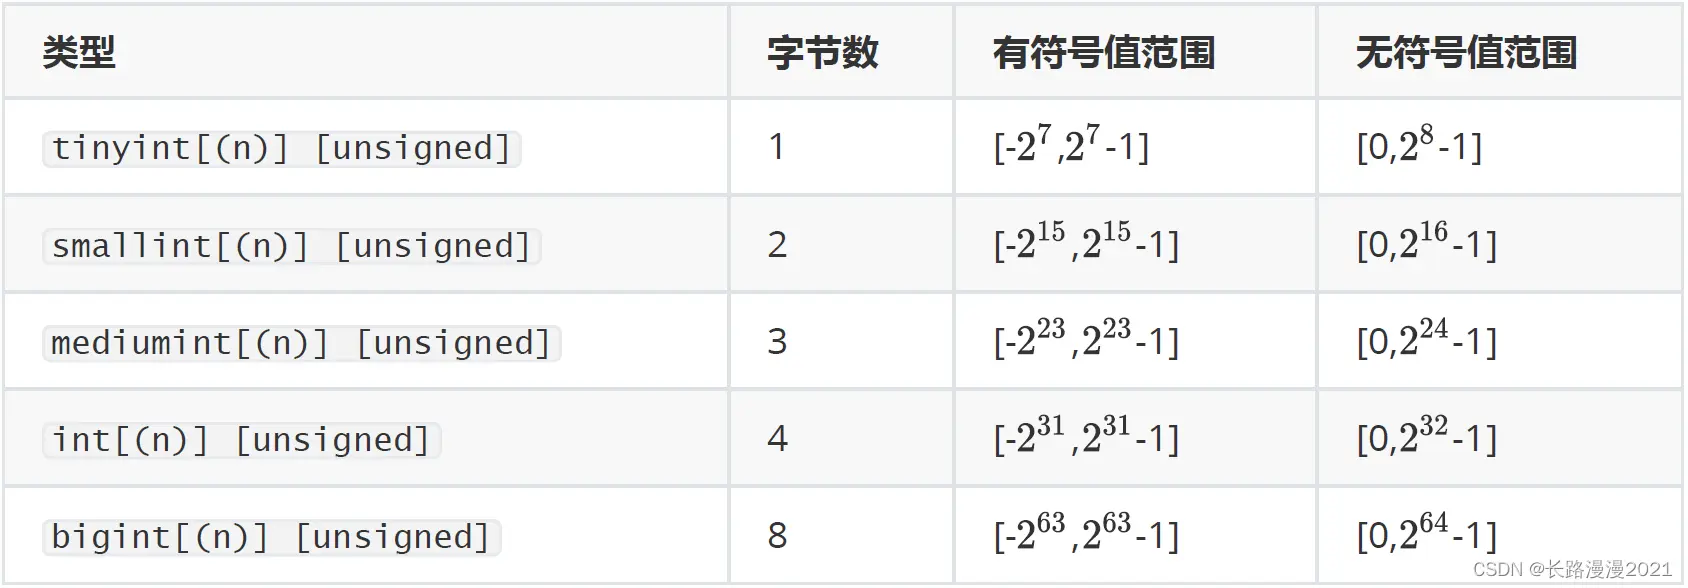 类型 字节数 有符号值范围 无符号值范围
tinyint[(n)] [unsigned] 1 [-2^7,2^7-1] [0,2^8-1]
smallint[(n)] [unsigned] 2 [-2^15,2^15-1] [0,2^16-1]
mediumint[(n)] [unsigned] 3 [-2^23,2^23-1] [0,2^24-1]
int[(n)] [unsigned] 4 [-2^31,2^31-1] [0,2^32-1]
bigint[(n)] [unsigned] 8 [-2^63,2^63-1] [0,2^64-1]
CSDN @长路漫漫2021